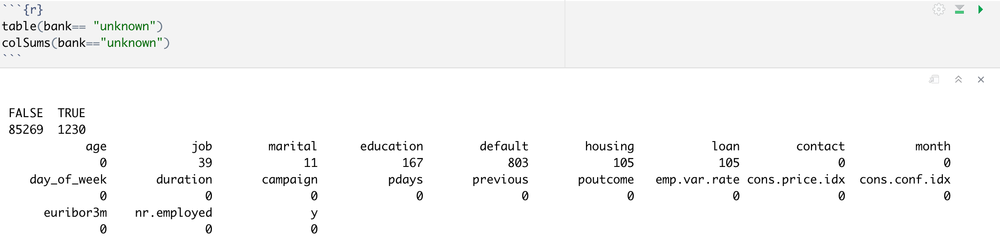 ```{r}
table(bank== "unknown")
colSums(bank=="unknown")
```
FALSE TRUE
85269 1230
age job marital education default housing loan contact month
0 39 11 167 803 105 105 0 0
day_of_week duration campaign pdays previous poutcome emp.var.rate cons.price.idx cons.conf.idx
0 0 0 0 0 0 0 0 0
euribor3m nr.employed y
0 0 0